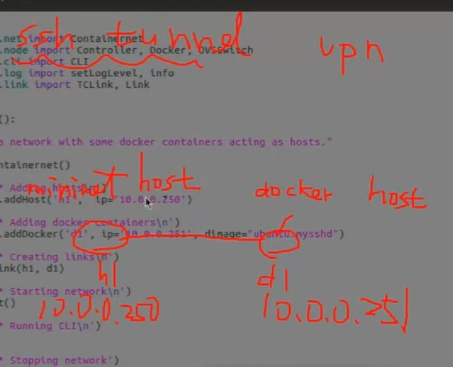 ssh tunnel vpn
.net import Containernet
.node import Controller, Docker, OVSSwitch
.cli import CLI
.log import setLogLevel, info
.link import TCLink, Link
():
a network with some docker containers acting as hosts."
ntainernet()
* Adding hosts\n')
mininet host docker host
.addHost('h1', ip='10.0.0.250')
* Adding docker containers\n')
.addDocker('d1', ip='10.0.0.251', dimage="ubuntu:mysshd")
* Creating links\n')
ink(h1, d1)
h1 d1
* Starting network\n')
t()
10.0.0.250 10.0.0.251
* Running CLI\n')
* Stopping network')